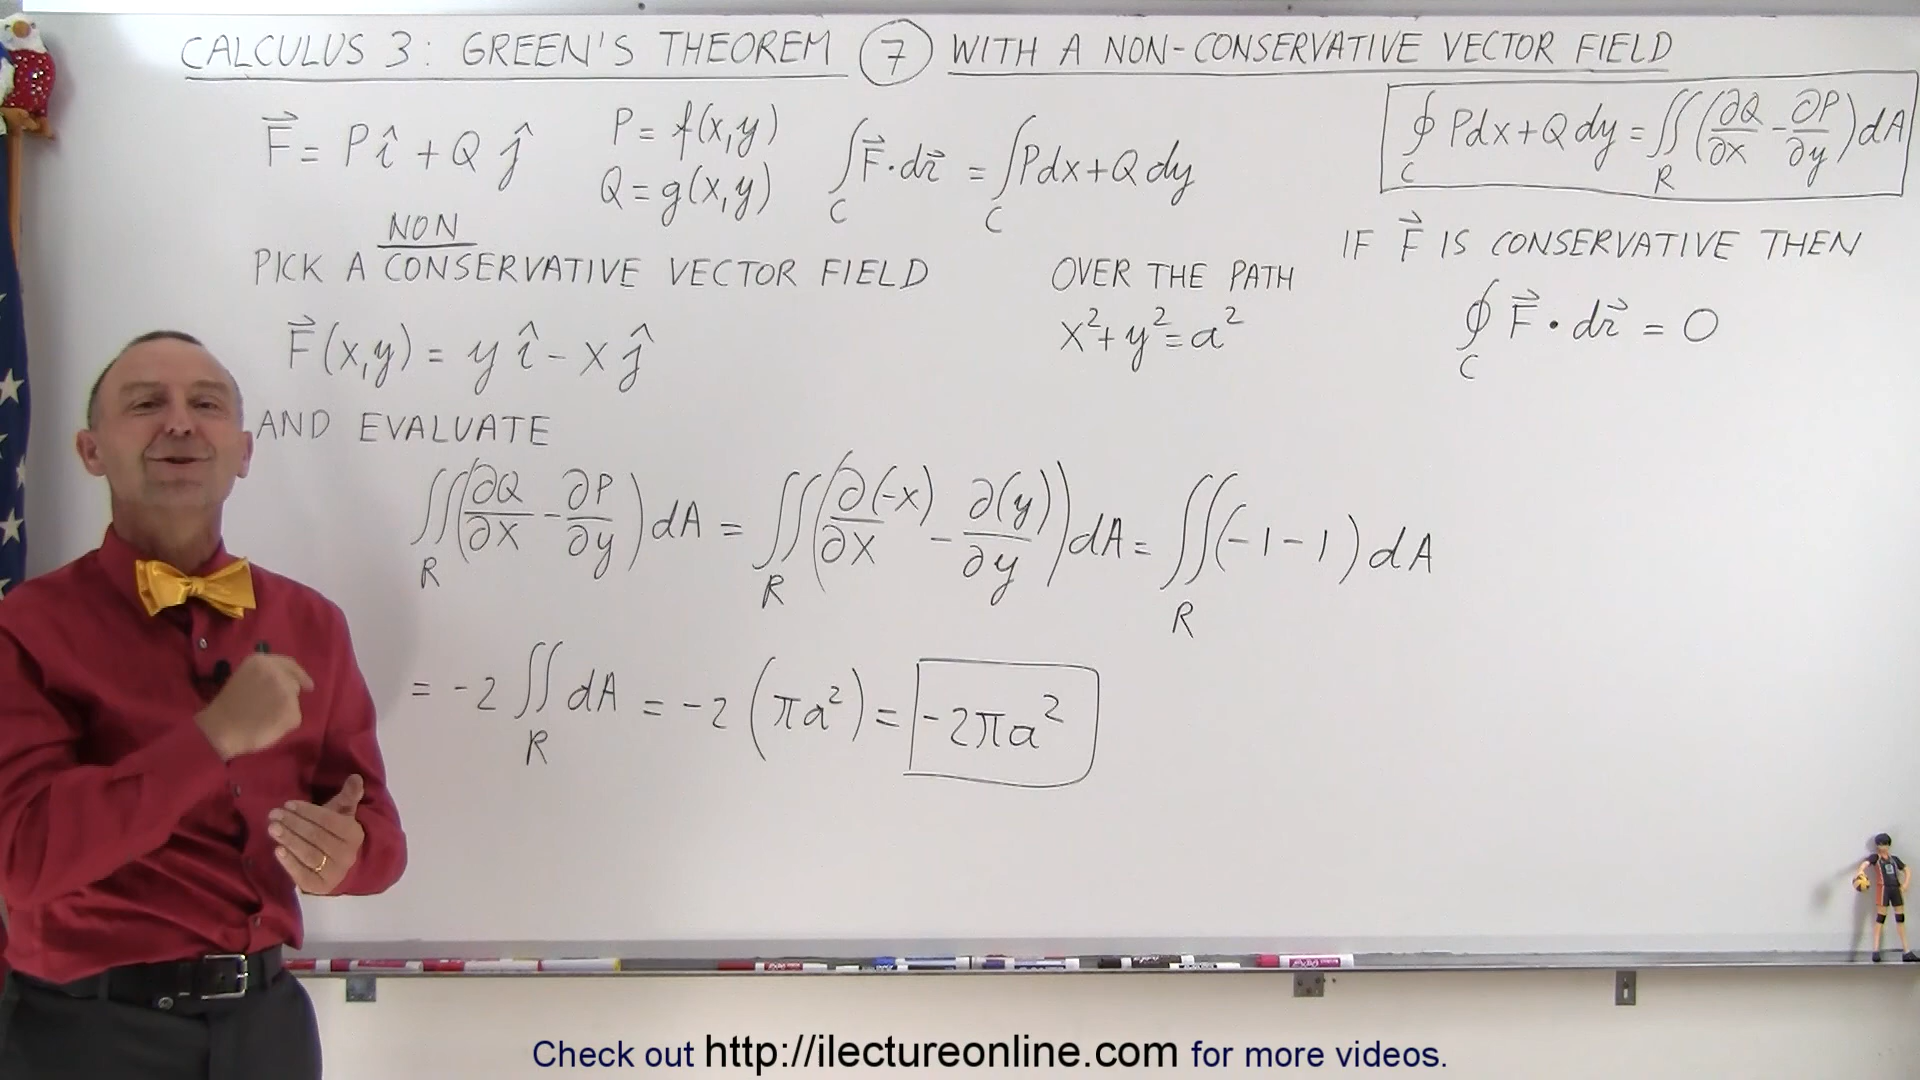 CALCULUS 3: GREEN'S THEOREM (7) WITH A NON-CONSERVATIVE VECTOR FIELD
F⃗ = P î + Q ĵ
P = f(x,y)
Q = g(x,y)
∫_C F⃗ · dr⃗ = ∫_C Pdx + Q dy
∮_C Pdx + Q dy = ∬_R (∂Q/∂x - ∂P/∂y) dA
NON
PICK A CONSERVATIVE VECTOR FIELD
F⃗(x,y) = y î - x ĵ
OVER THE PATH
x² + y² = a²
IF F⃗ IS CONSERVATIVE THEN
∮_C F⃗ · dr⃗ = 0
AND EVALUATE
∬_R (∂Q/∂x - ∂P/∂y) dA = ∬_R (∂(-x)/∂x - ∂(y)/∂y) dA = ∬_R (-1-1) dA
= -2 ∬_R dA = -2 (πa²) = -2πa²
Check out http://ilectureonline.com for more videos.